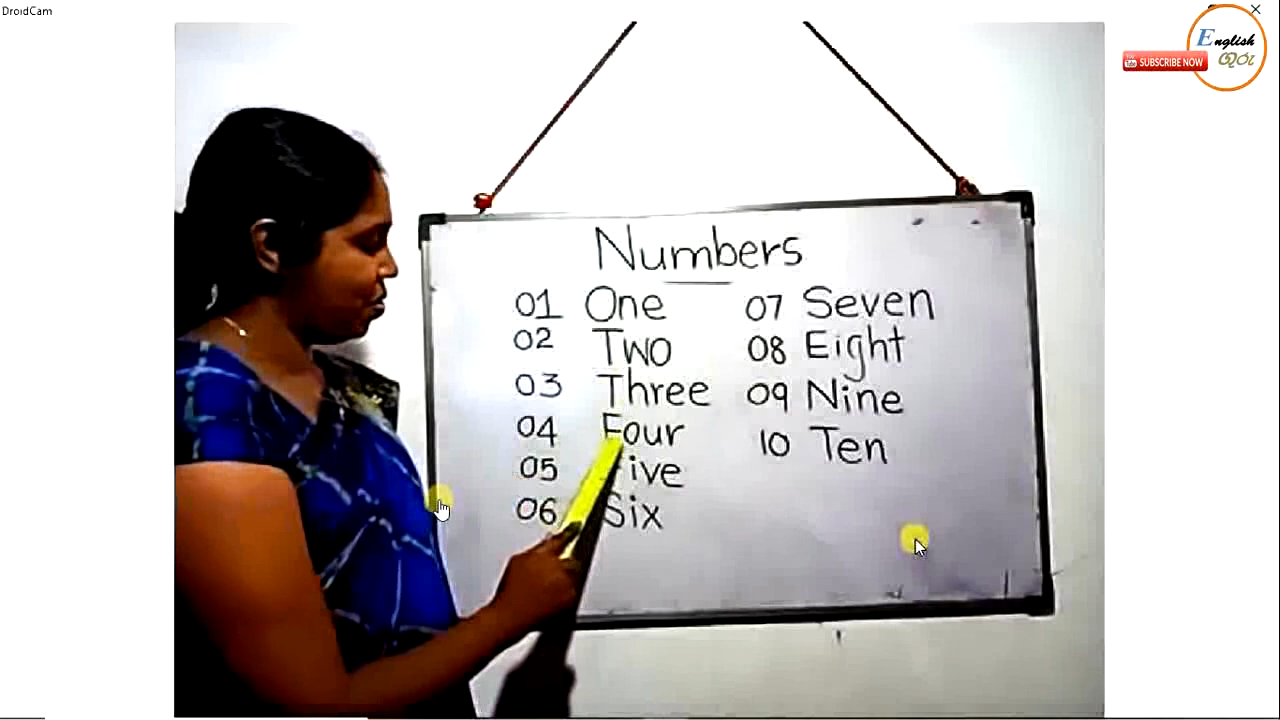 DroidCam
English
ගුරු
SUBSCRIBE NOW
Numbers
01 One
02 Two
03 Three
04 Four
05 Five
06 Six
07 Seven
08 Eight
09 Nine
10 Ten